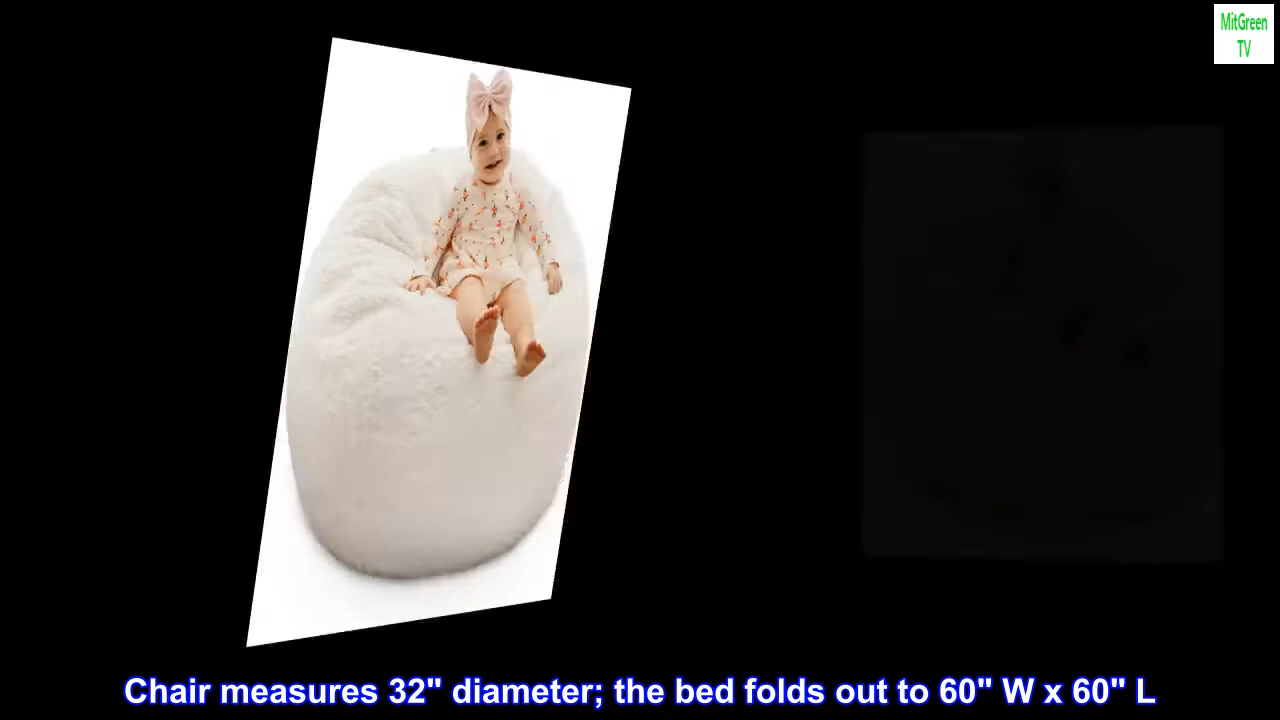 MitGreen
TV
Chair measures 32" diameter; the bed folds out to 60" W x 60" L